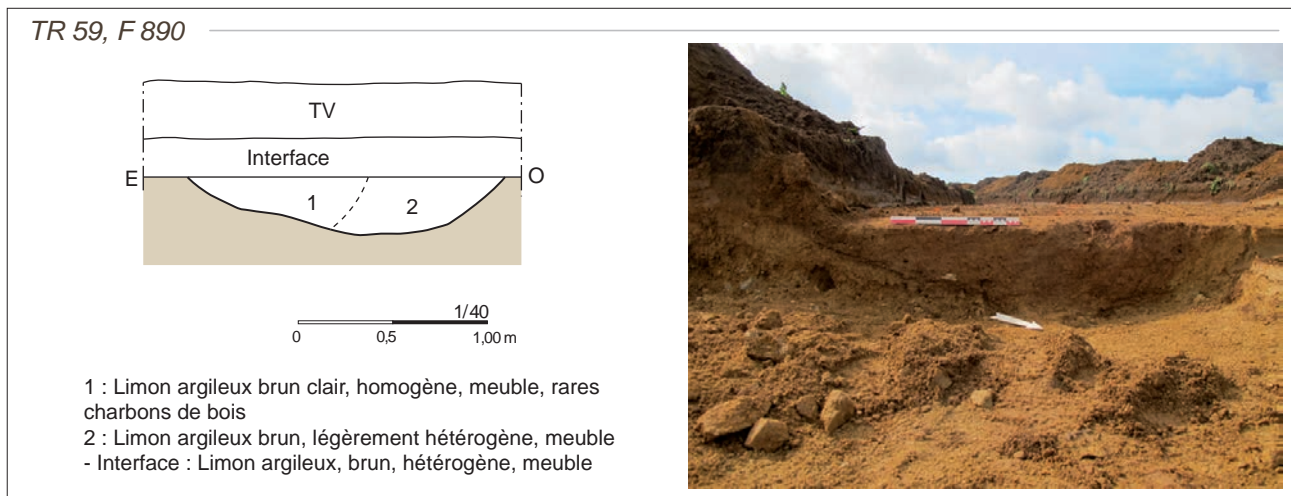 TR 59, F 890
TV
Interface
E
O
1
2
1/40
0 0,5 1,00 m
1 : Limon argileux brun clair, homogène, meuble, rares
charbons de bois
2 : Limon argileux brun, légèrement hétérogène, meuble
- Interface : Limon argileux, brun, hétérogène, meuble